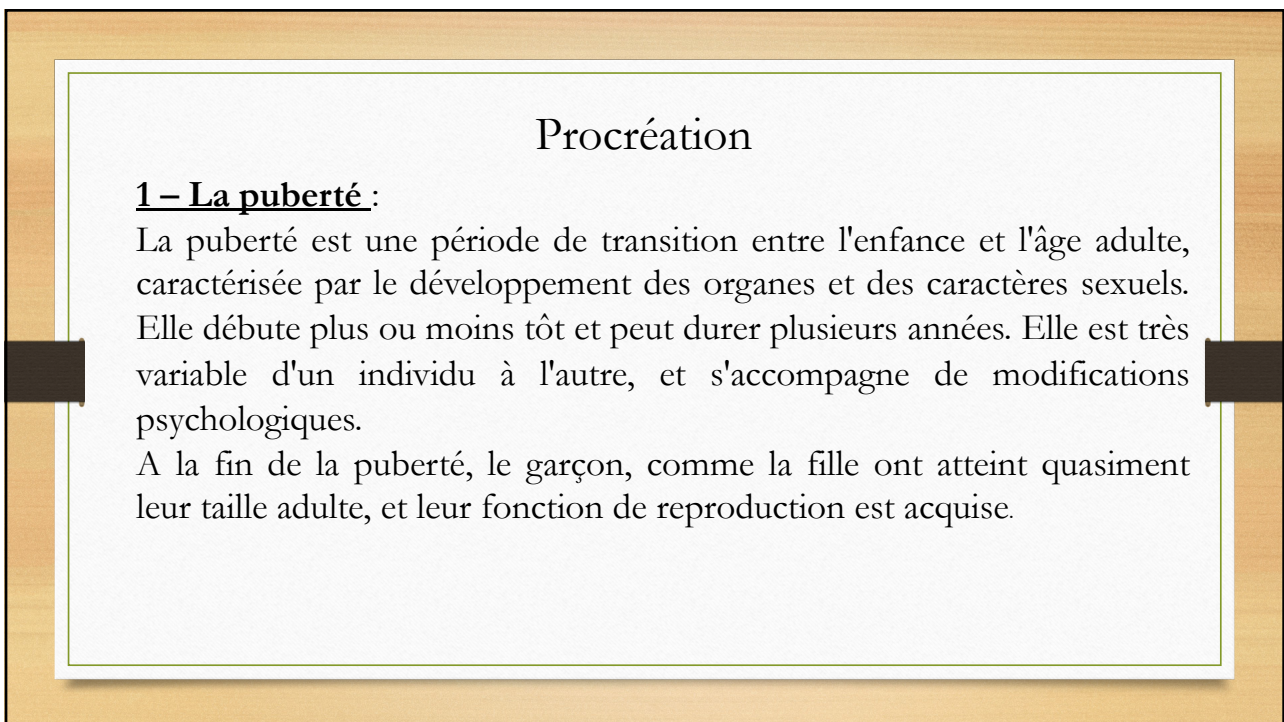 Procréation
1 – La puberté :
La puberté est une période de transition entre l'enfance et l'âge adulte,
caractérisée par le développement des organes et des caractères sexuels.
Elle débute plus ou moins tôt et peut durer plusieurs années. Elle est très
variable d'un individu à l'autre, et s'accompagne de modifications
psychologiques.
A la fin de la puberté, le garçon, comme la fille ont atteint quasiment
leur taille adulte, et leur fonction de reproduction est acquise.